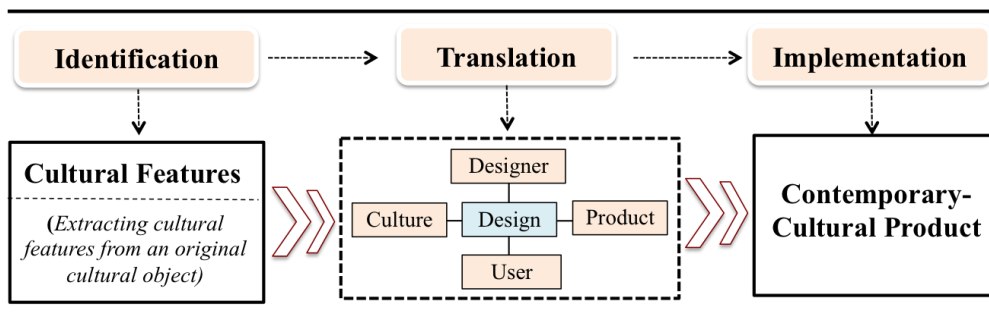 Identification
Translation
Implementation
Cultural Features
(Extracting cultural
features from an original
cultural object)
Designer
Culture
Design
Product
User
Contemporary-
Cultural Product